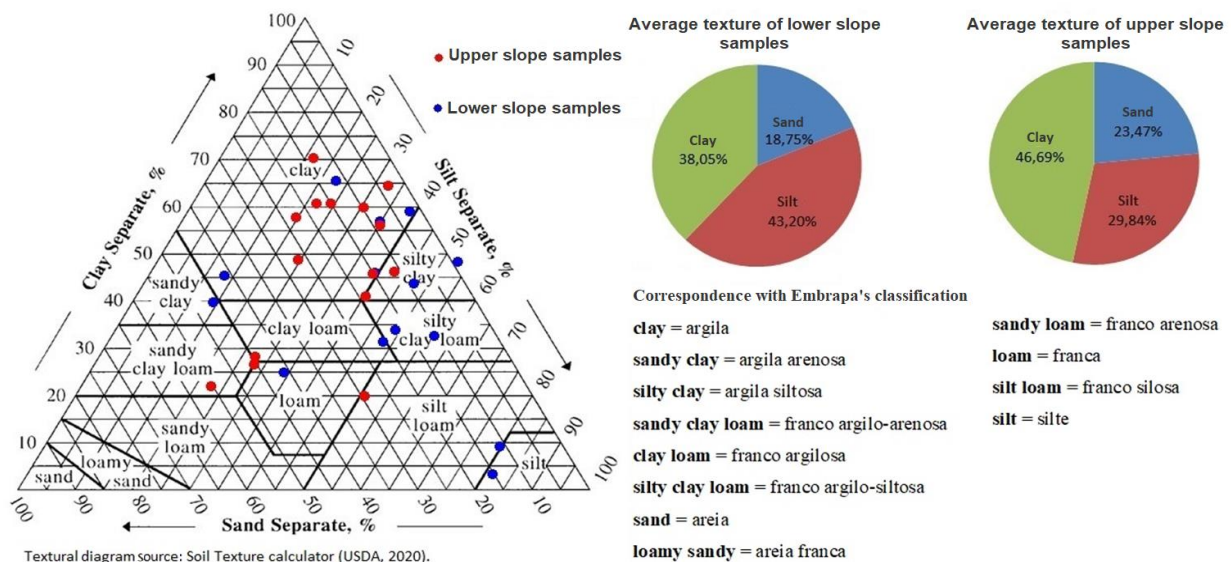 100
90
80
70
60
50
40
30
20
10
Clay Separate, %
10
20
30
40
50
60
70
80
90
100
Silt Separate, %
100
90
80
70
60
50
40
30
20
10
Sand Separate, %
clay
silty
clay
sandy
clay
clay loam
silty
clay loam
sandy
clay loam
loam
silt
loam
sandy
loam
loamy
sand
sand
silt
Upper slope samples
Lower slope samples
Textural diagram source: Soil Texture calculator (USDA, 2020).
Average texture of lower slope
samples
Sand
18,75%
Clay
38,05%
Silt
43,20%
Average texture of upper slope
samples
Sand
23,47%
Clay
46,69%
Silt
29,84%
Correspondence with Embrapa's classification
clay = argila
sandy clay = argila arenosa
silty clay = argila siltosa
sandy clay loam = franco argilo-arenosa
clay loam = franco argilosa
silty clay loam = franco argilo-siltosa
sand = areia
loamy sandy = areia franca
sandy loam = franco arenosa
loam = franca
silt loam = franco silosa
silt = silte